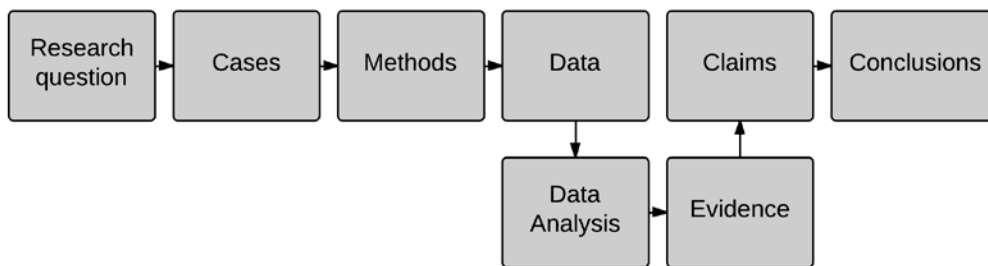 Research
question
Cases
Methods
Data
Claims
Conclusions
Data
Analysis
Evidence